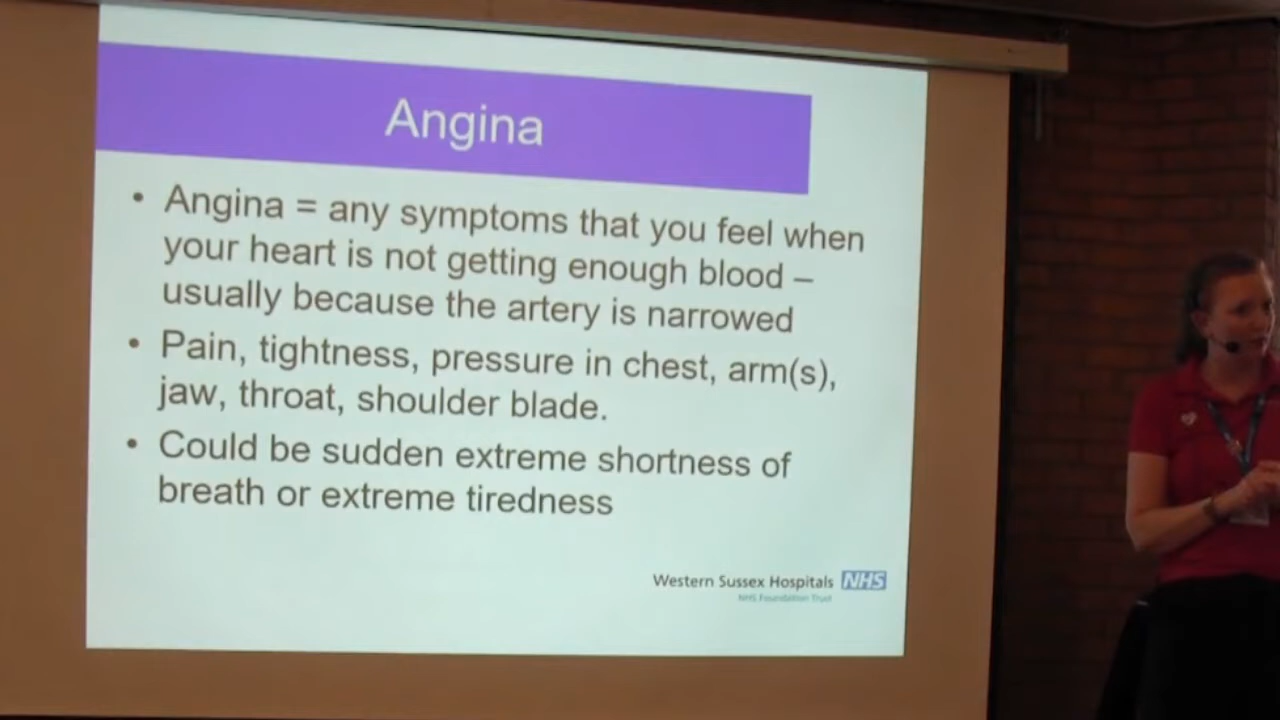 Angina
• Angina = any symptoms that you feel when
your heart is not getting enough blood –
usually because the artery is narrowed
• Pain, tightness, pressure in chest, arm(s),
jaw, throat, shoulder blade.
• Could be sudden extreme shortness of
breath or extreme tiredness
Western Sussex Hospitals NHS
NHS Foundation Trust